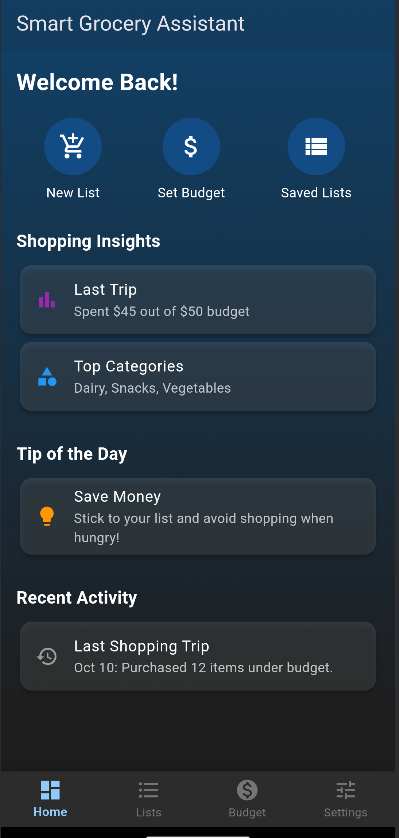 Smart Grocery Assistant
Welcome Back!
New List
Set Budget
Saved Lists
Shopping Insights
Last Trip
Spent $45 out of $50 budget
Top Categories
Dairy, Snacks, Vegetables
Tip of the Day
Save Money
Stick to your list and avoid shopping when
hungry!
Recent Activity
Last Shopping Trip
Oct 10: Purchased 12 items under budget.
Home
Lists
Budget
Settings